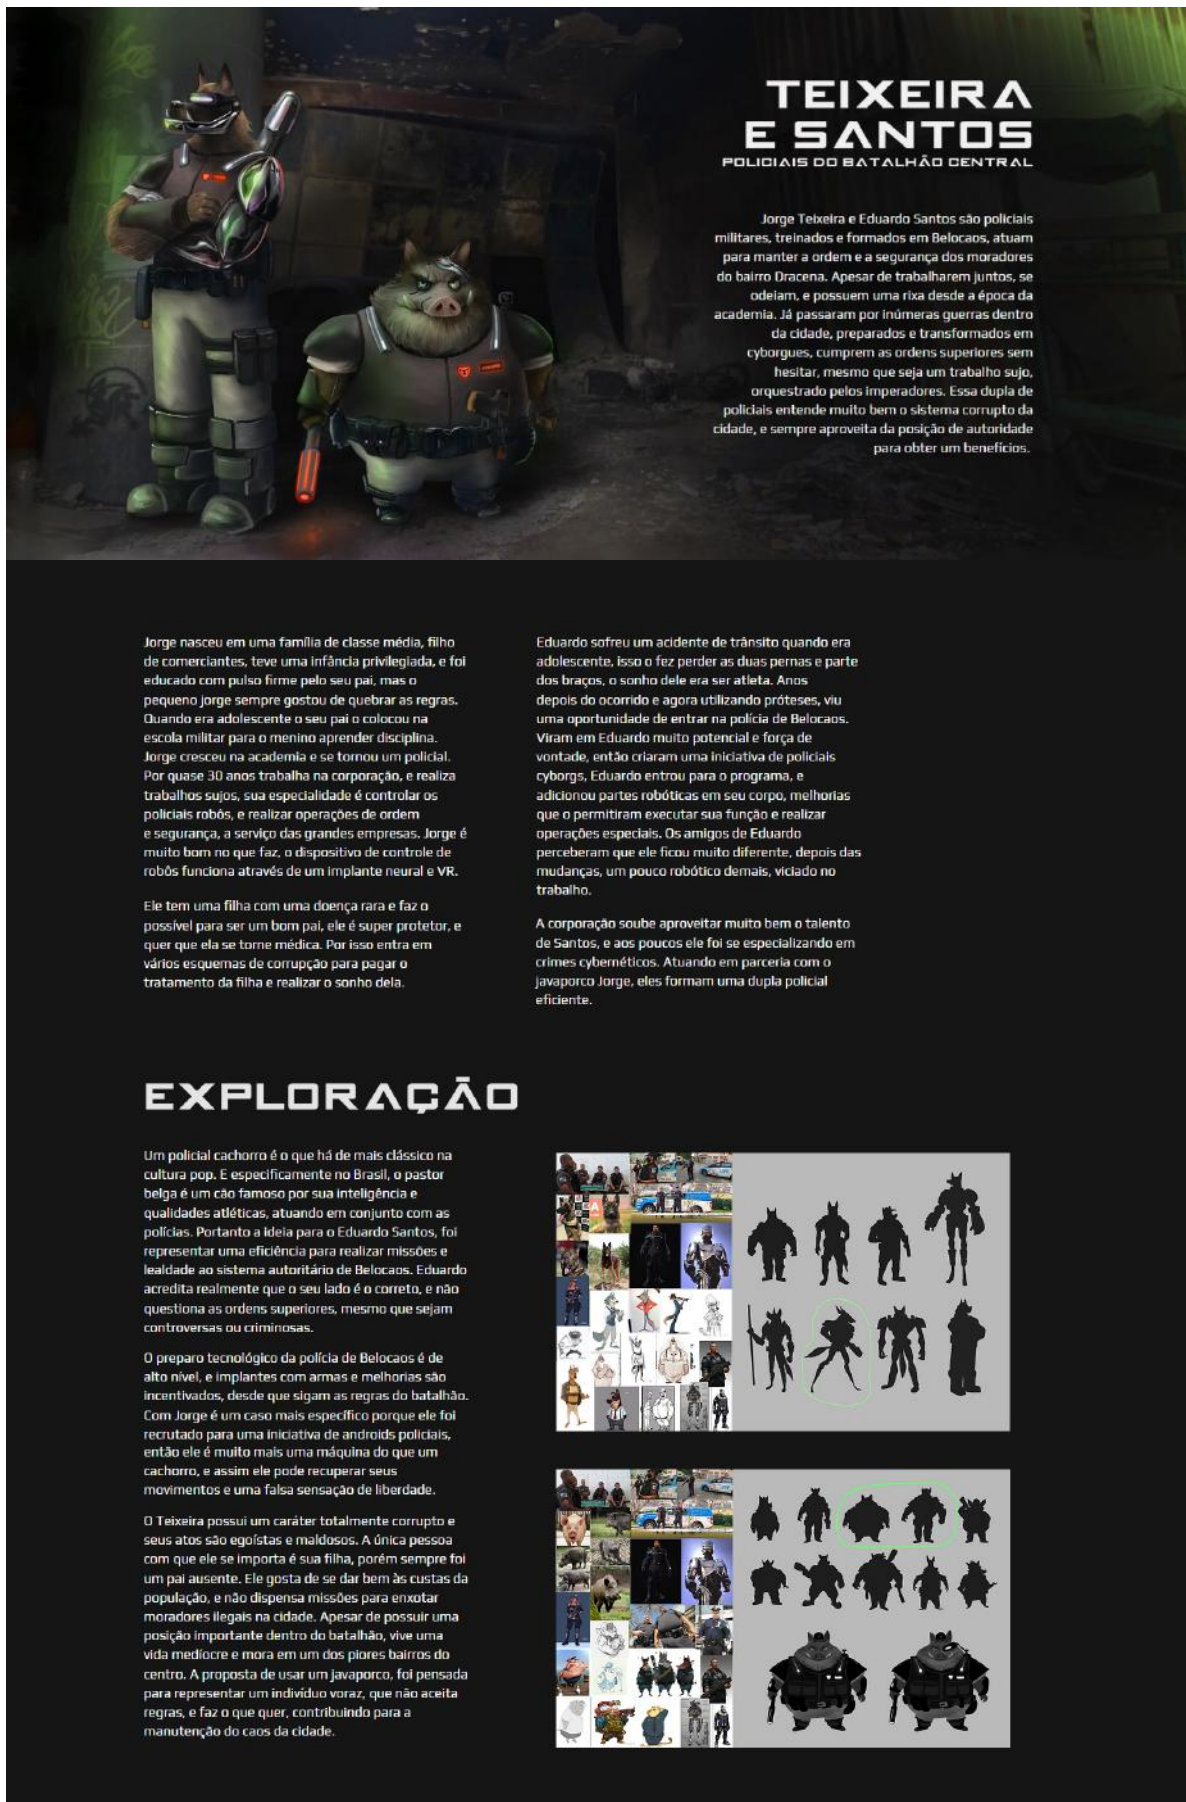 TEIXEIRA
E SANTOS
POLICIAIS DO BATALHÃO CENTRAL
Jorge Teixeira e Eduardo Santos são policiais
militares, treinados e formados em Belocaos, atuam
para manter a ordem e a segurança dos moradores
do bairro Dracena. Apesar de trabalharem juntos, se
odeiam, e possuem uma rixa desde a época da
academia. Já passaram por inúmeras guerras dentro
da cidade, preparados e transformados em
cyborgues, cumprem as ordens superiores sem
hesitar, mesmo que seja um trabalho sujo,
orquestrado pelos imperadores. Essa dupla de
policiais entende muito bem o sistema corrupto da
cidade, e sempre aproveita da posição de autoridade
para obter um benefícios.
Jorge nasceu em uma família de classe média, filho
de comerciantes, teve uma infância privilegiada, e foi
educado com pulso firme pelo seu pai, mas o
pequeno jorge sempre gostou de quebrar as regras.
Quando era adolescente o seu pai o colocou na
escola militar para o menino aprender disciplina.
Jorge cresceu na academia e se tornou um policial.
Por quase 30 anos trabalha na corporação, e realiza
trabalhos sujos, sua especialidade é controlar os
policiais robôs, e realizar operações de ordem
e segurança, a serviço das grandes empresas. Jorge é
muito bom no que faz, o dispositivo de controle de
robôs funciona através de um implante neural e VR.
Ele tem uma filha com uma doença rara e faz o
possível para ser um bom pai, ele é super protetor, e
quer que ela se torne médica. Por isso entra em
vários esquemas de corrupção para pagar o
tratamento da filha e realizar o sonho dela.
Eduardo sofreu um acidente de trânsito quando era
adolescente, isso o fez perder as duas pernas e parte
dos braços, o sonho dele era ser atleta. Anos
depois do ocorrido e agora utilizando próteses, viu
uma oportunidade de entrar na polícia de Belocaos.
Viram em Eduardo muito potencial e força de
vontade, então criaram uma iniciativa de policiais
cyborgs, Eduardo entrou para o programa, e
adicionou partes robóticas em seu corpo, melhorias
que o permitiram executar sua função e realizar
operações especiais. Os amigos de Eduardo
perceberam que ele ficou muito diferente, depois das
mudanças, um pouco robótico demais, viciado no
trabalho.
A corporação soube aproveitar muito bem o talento
de Santos, e aos poucos ele foi se especializando em
crimes cybernéticos. Atuando em parceria com o
javaporco Jorge, eles formam uma dupla policial
eficiente.
EXPLORAÇÃO
Um policial cachorro é o que há de mais clássico na
cultura pop. E especificamente no Brasil, o pastor
belga é um cão famoso por sua inteligência e
qualidades atléticas, atuando em conjunto com as
polícias. Portanto a ideia para o Eduardo Santos, foi
representar uma eficiência para realizar missões e
lealdade ao sistema autoritário de Belocaos. Eduardo
acredita realmente que o seu lado é o correto, e não
questiona as ordens superiores, mesmo que sejam
controversas ou criminosas.
O preparo tecnológico da polícia de Belocaos é de
alto nível, e implantes com armas e melhorias são
incentivados, desde que sigam as regras do batalhão.
Com Jorge é um caso mais específico porque ele foi
recrutado para uma iniciativa de androids policiais,
então ele é muito mais uma máquina do que um
cachorro, e assim ele pode recuperar seus
movimentos e uma falsa sensação de liberdade.
O Teixeira possui um caráter totalmente corrupto e
seus atos são egoístas e maldosos. A única pessoa
com que ele se importa é sua filha, porém sempre foi
um pai ausente. Ele gosta de se dar bem às custas da
população, e não dispensa missões para enxotar
moradores ilegais na cidade. Apesar de possuir uma
posição importante dentro do batalhão, vive uma
vida medíocre e mora em um dos piores bairros do
centro. A proposta de usar um javaporco, foi pensada
para representar um indivíduo voraz, que não aceita
regras, e faz o que quer, contribuindo para a
manutenção do caos da cidade.